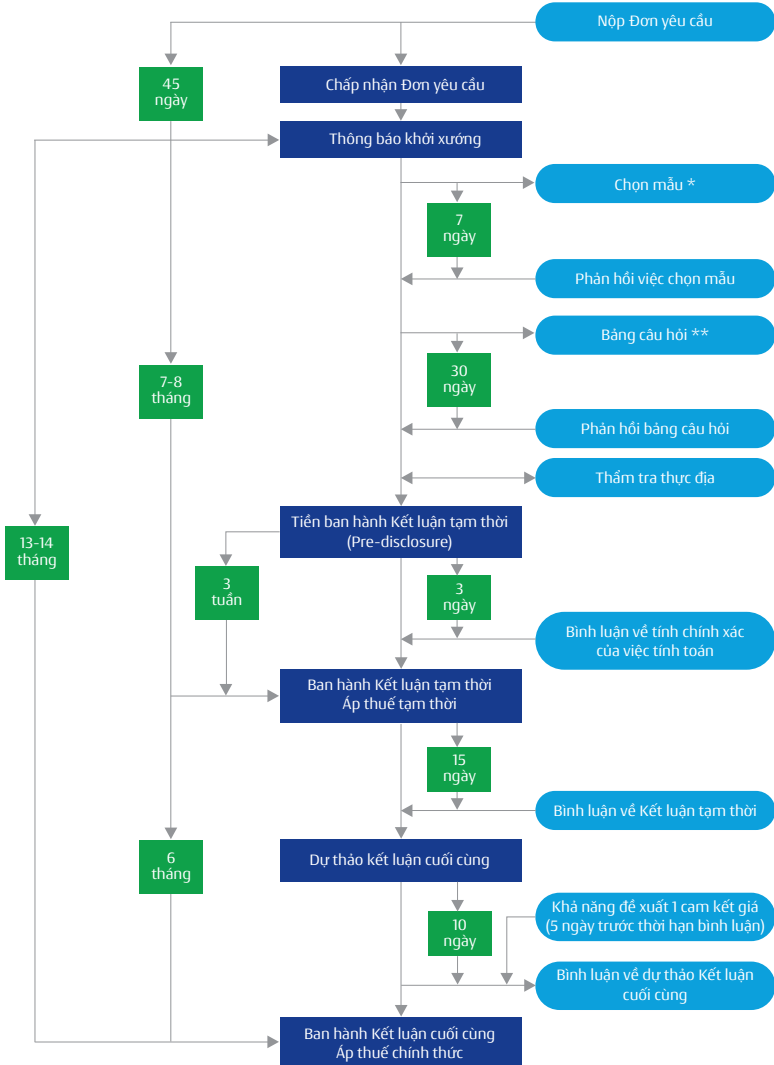 Nộp Đơn yêu cầu
45
ngày
Chấp nhận Đơn yêu cầu
Thông báo khởi xướng
Chọn mẫu *
7
ngày
Phản hồi việc chọn mẫu
Bảng câu hỏi **
30
ngày
7-8
tháng
Phản hồi bảng câu hỏi
Thẩm tra thực địa
Tiền ban hành Kết luận tạm thời
(Pre-disclosure)
13-14
tháng
3
tuần
3
ngày
Bình luận về tính chính xác
của việc tính toán
Ban hành Kết luận tạm thời
Áp thuế tạm thời
15
ngày
Bình luận về Kết luận tạm thời
6
tháng
Dự thảo kết luận cuối cùng
Khả năng đề xuất 1 cam kết giá
(5 ngày trước thời hạn bình luận)
10
ngày
Bình luận về dự thảo Kết luận
cuối cùng
Ban hành Kết luận cuối cùng
Áp thuế chính thức